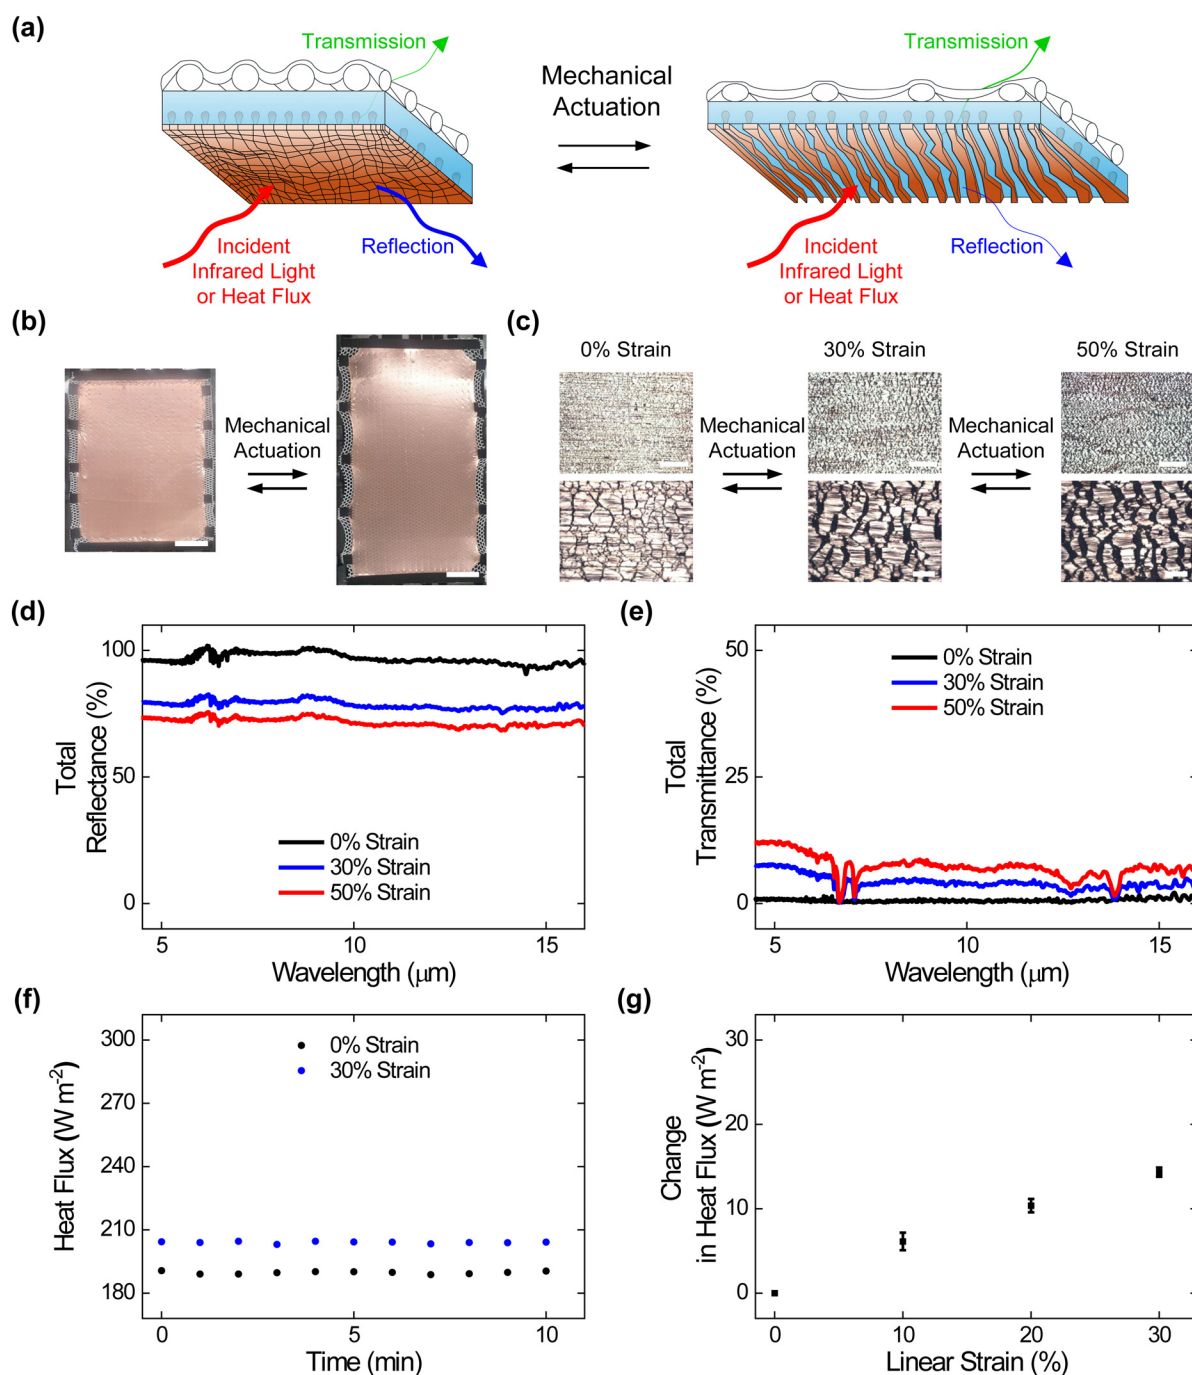 (a)
Transmission
Mechanical
Actuation
Transmission
Incident
Infrared Light
or Heat Flux
Reflection
Incident
Infrared Light
or Heat Flux
Reflection
(b)
Mechanical
Actuation
(c)
0% Strain
30% Strain
50% Strain
Mechanical
Actuation
Mechanical
Actuation
(d)
Total
Reflectance (%)
100
50
0
0% Strain
30% Strain
50% Strain
5
10
15
Wavelength (μm)
(e)
Total
Transmittance (%)
50
25
0
0% Strain
30% Strain
50% Strain
5
10
15
Wavelength (μm)
(f)
Heat Flux (W m-2)
300
270
240
210
180
0% Strain
30% Strain
0
5
10
Time (min)
(g)
Change
in Heat Flux (W m-2)
30
20
10
0
0
10
20
30
Linear Strain (%)